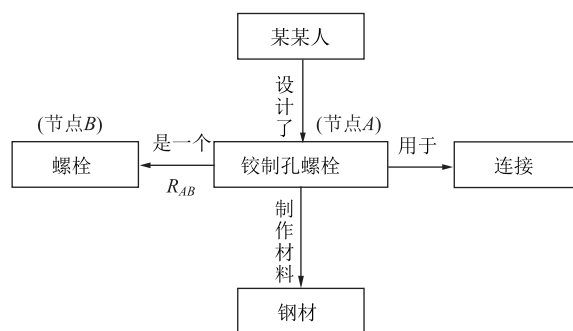 某某人
设计了
(节点B)
是一个
(节点A)
用于
螺栓
铰制孔螺栓
连接
R_AB
制作材料
钢材